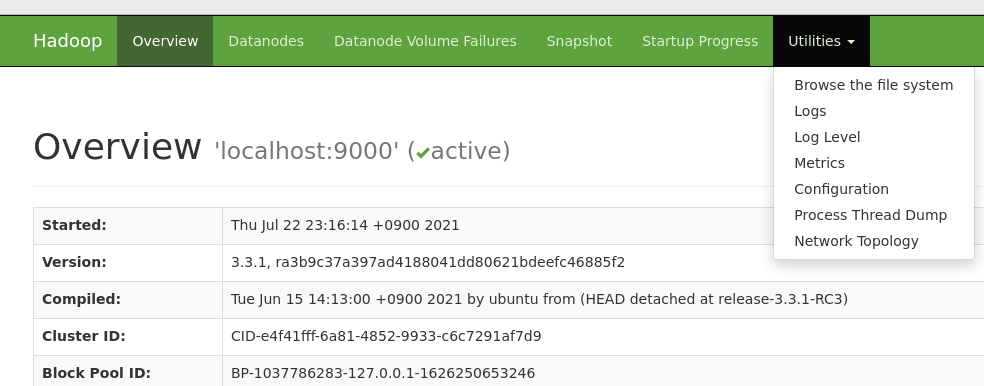 Hadoop Overview Datanodes Datanode Volume Failures Snapshot Startup Progress Utilities
Browse the file system
Logs
Log Level
Metrics
Configuration
Process Thread Dump
Network Topology
Overview 'localhost:9000' (✔active)
Started: Thu Jul 22 23:16:14 +0900 2021
Version: 3.3.1, ra3b9c37a397ad4188041dd80621bdeefc46885f2
Compiled: Tue Jun 15 14:13:00 +0900 2021 by ubuntu from (HEAD detached at release-3.3.1-RC3)
Cluster ID: CID-e4f41fff-6a81-4852-9933-c6c7291af7d9
Block Pool ID: BP-1037786283-127.0.0.1-1626250653246